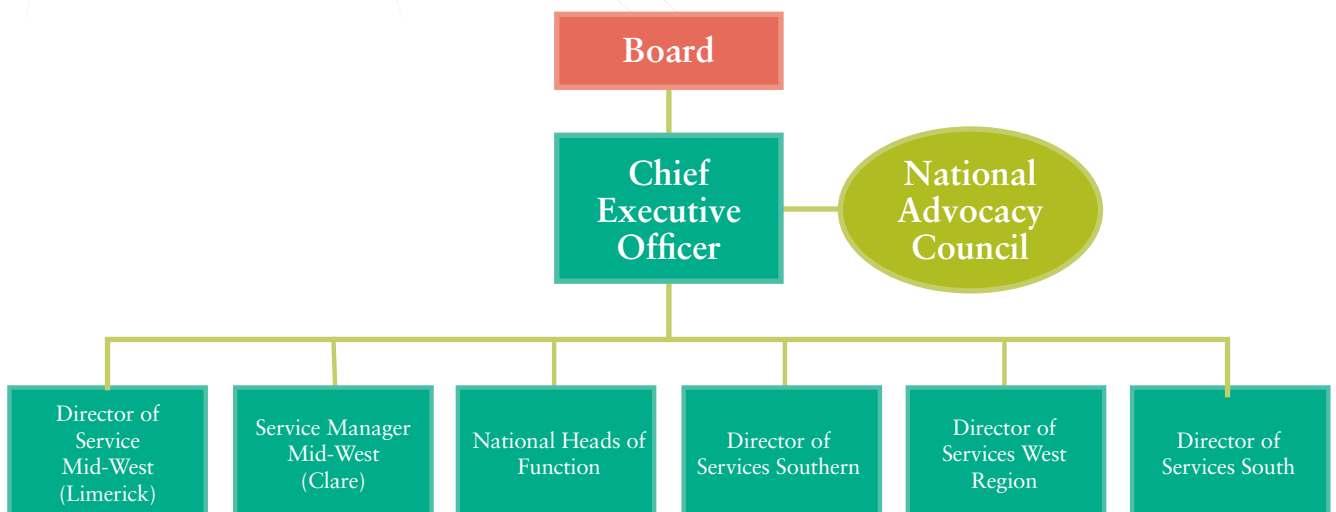 Board
Chief
Executive
Officer
National
Advocacy
Council
Director of
Service
Mid-West
(Limerick)
Service Manager
Mid-West
(Clare)
National Heads of
Function
Director of
Services Southern
Director of
Services West
Region
Director of
Services South